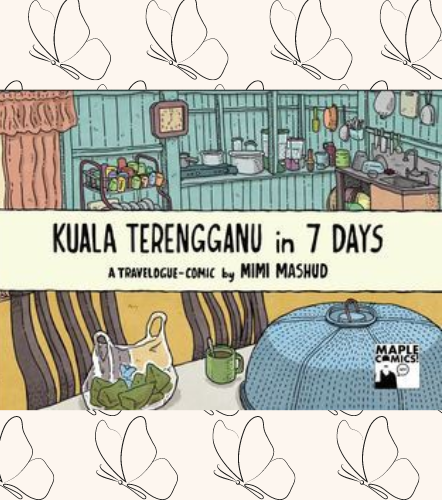 KUALA TERENGGANU in 7 DAYS
A TRAVELOGUE-COMIC by MIMI MASHUD
MAPLE
COMICS!